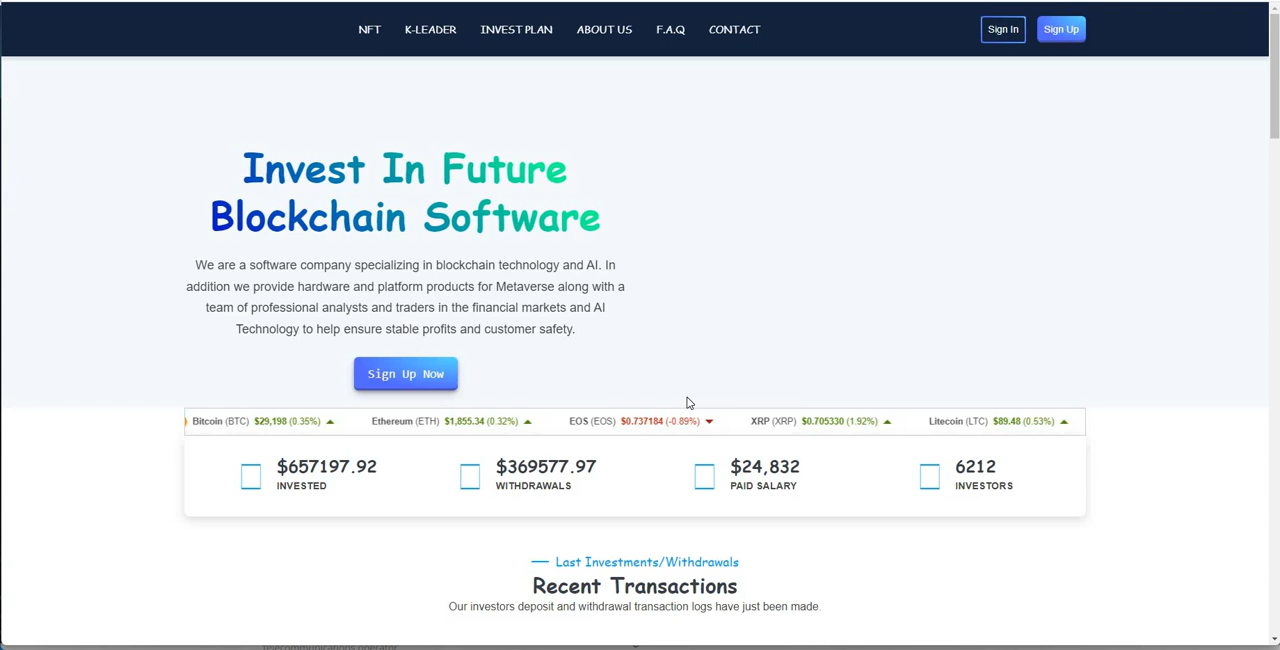 NFT K-LEADER INVEST PLAN ABOUT US F.A.Q CONTACT Sign In Sign Up
Invest In Future
Blockchain Software
We are a software company specializing in blockchain technology and AI. In
addition we provide hardware and platform products for Metaverse along with a
team of professional analysts and traders in the financial markets and AI
Technology to help ensure stable profits and customer safety.
Sign Up Now
Bitcoin (BTC) $29,198 (0.35%) Ethereum (ETH) $1,855.34 (0.32%) EOS (EOS) $0.737184 (-0.89%) XRP (XRP) $0.705330 (1.92%) Litecoin (LTC) $89.48 (0.53%)
$657197.92 $369577.97 $24,832 6212
INVESTED WITHDRAWALS PAID SALARY INVESTORS
Last Investments/Withdrawals
Recent Transactions
Our investors deposit and withdrawal transaction logs have just been made.